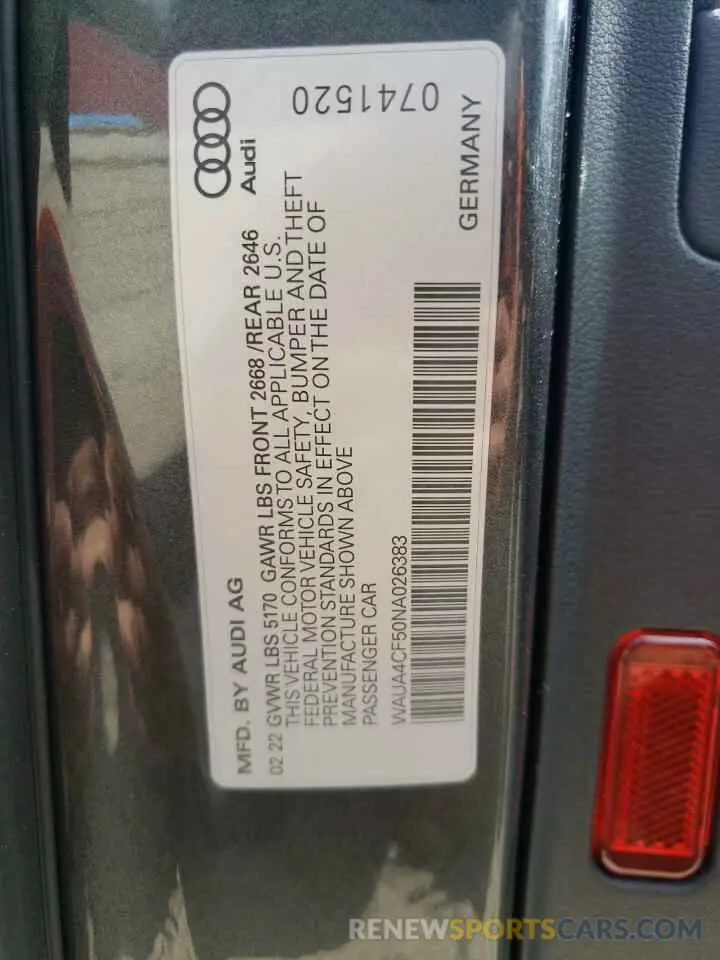 MFD. BY AUDI AG
Audi
02 22 GVWR LBS 5170 GAWR LBS FRONT 2668 /REAR 2646
THIS VEHICLE CONFORMS TO ALL APPLICABLE U.S.
FEDERAL MOTOR VEHICLE SAFETY, BUMPER AND THEFT
PREVENTION STANDARDS IN EFFECT ON THE DATE OF
MANUFACTURE SHOWN ABOVE
PASSENGER CAR
WAUA4CF50NA026383
GERMANY
0741520
RENEWSPORTSCARS.COM